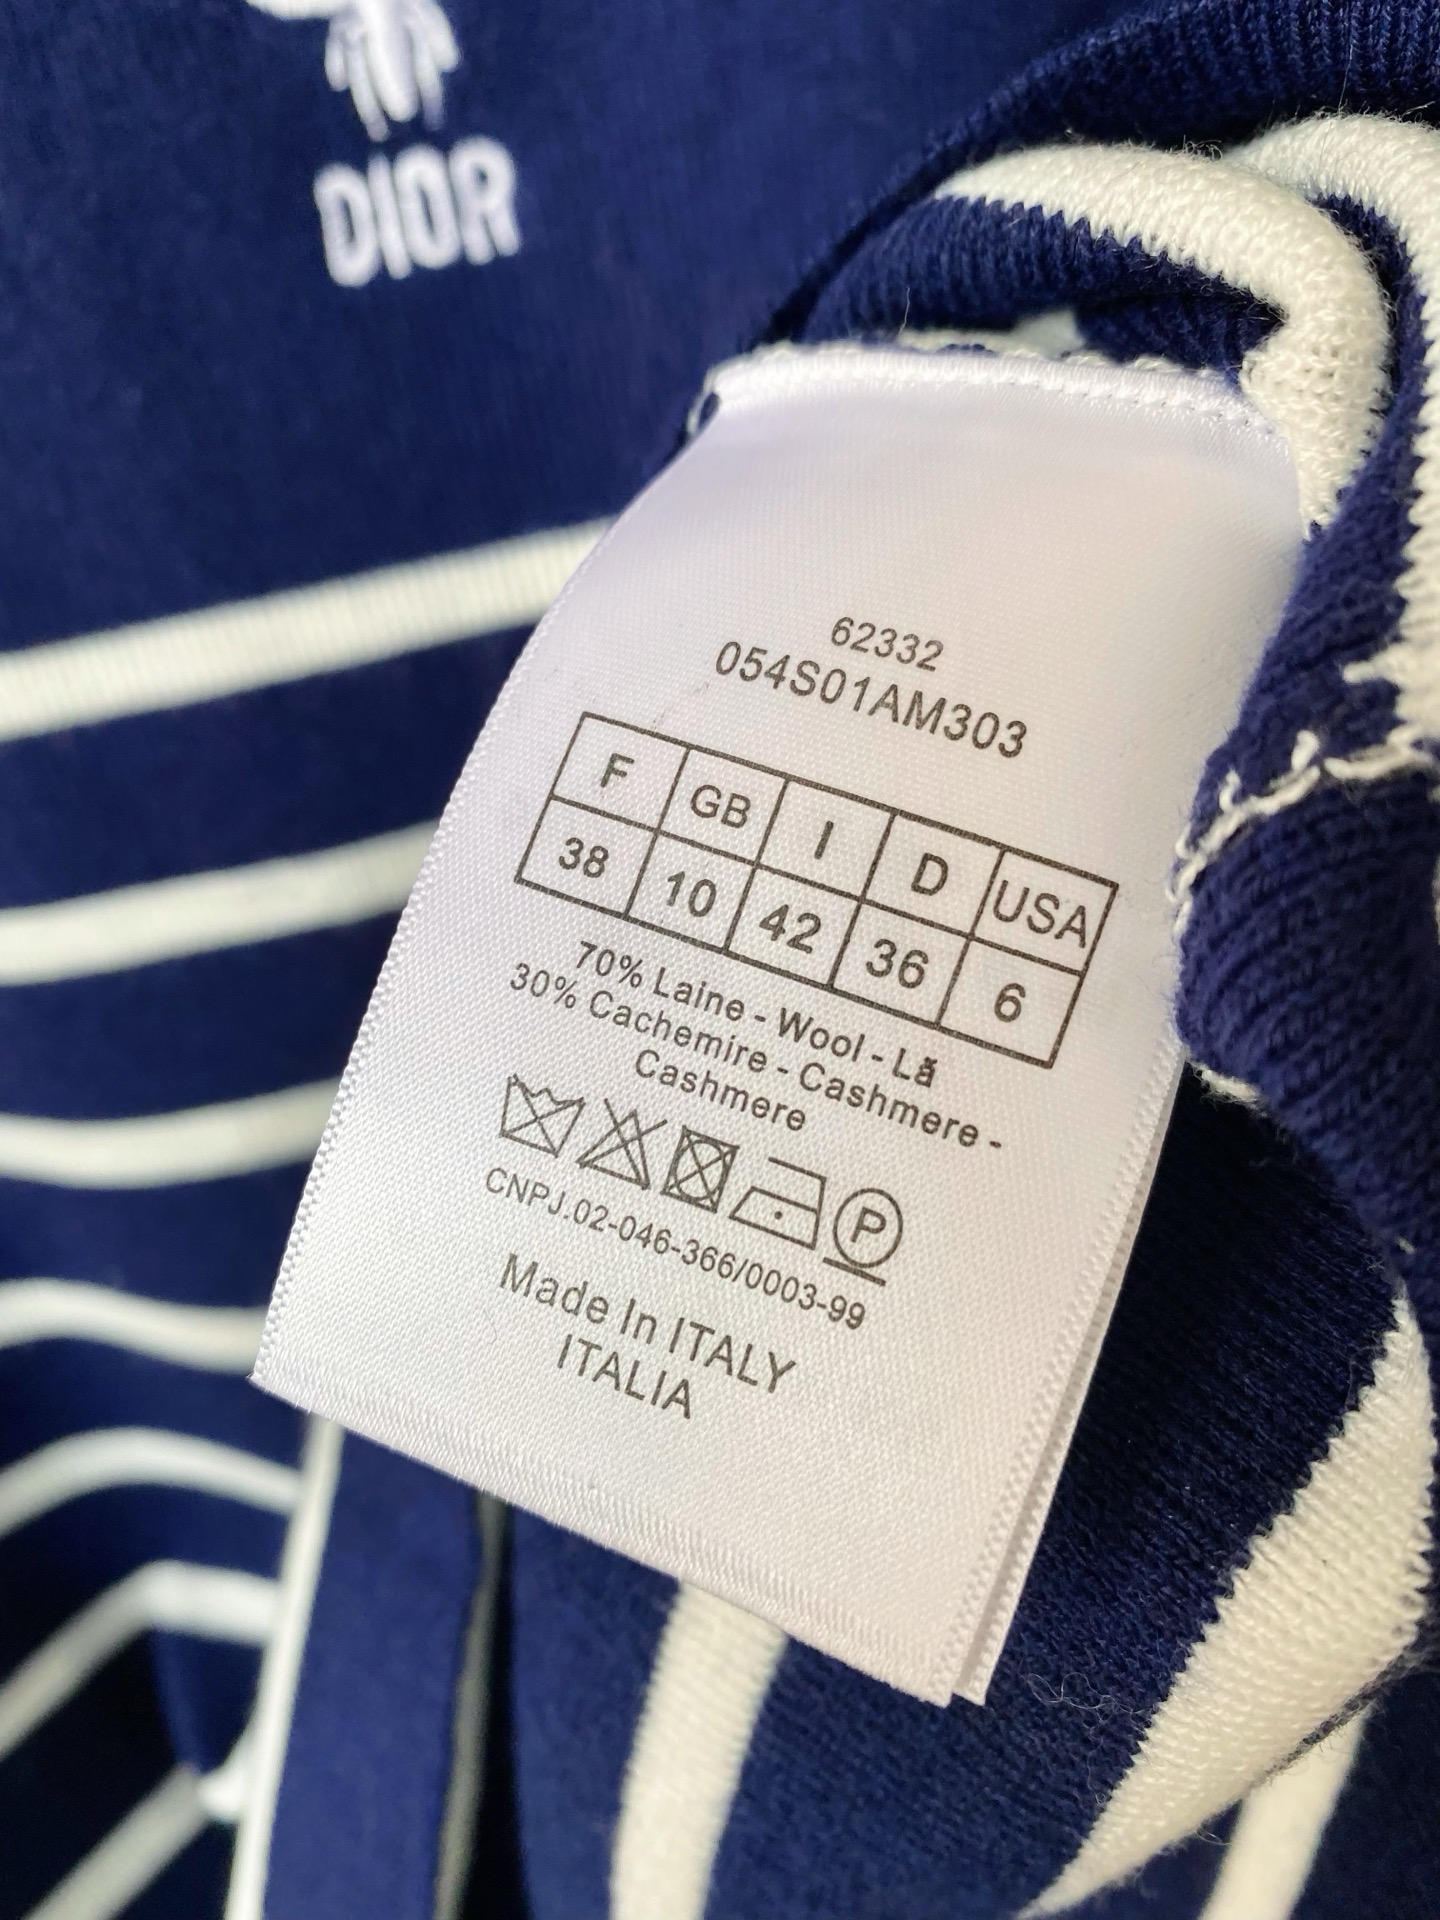 DIOR
62332
054S01AM303
F GB I D USA
38 10 42 36 6
70% Laine - Wool - Lă
30% Cachemire - Cashmere -
Cashmere
P
CNPJ.02-046-366/0003-99
Made In ITALY
ITALIA